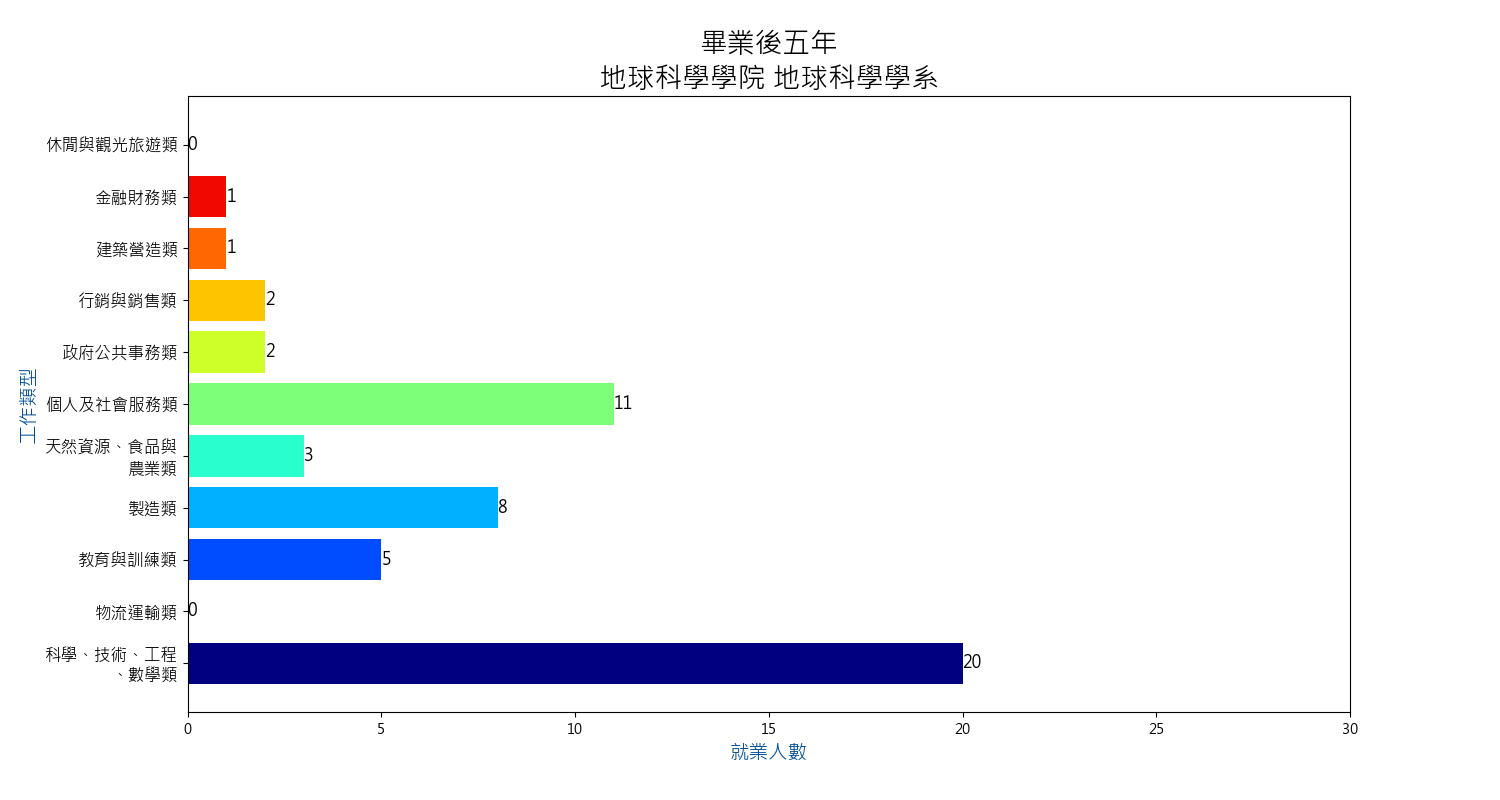 畢業後五年
地球科學學院 地球科學學系
休閒與觀光旅遊類
0
金融財務類
1
建築營造類
1
行銷與銷售類
2
政府公共事務類
2
個人及社會服務類
11
天然資源、食品與
農業類
3
製造類
8
教育與訓練類
5
物流運輸類
0
科學、技術、工程
、數學類
20
工作類型
0 5 10 15 20 25 30
就業人數